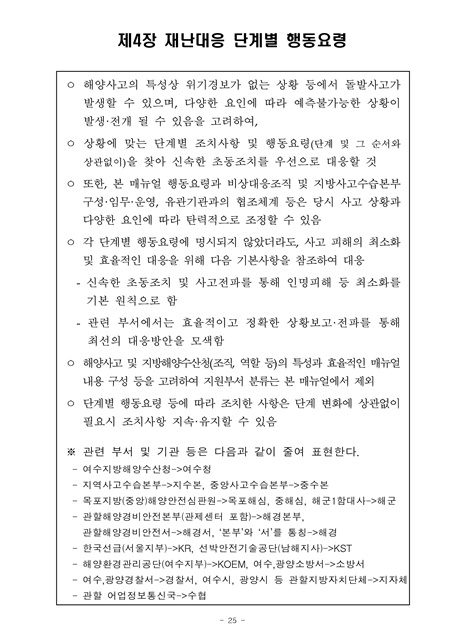 제4장 재난대응 단계별 행동요령
○ 해양사고의 특성상 위기경보가 없는 상황 등에서 돌발사고가
발생할 수 있으며, 다양한 요인에 따라 예측불가능한 상황이
발생·전개 될 수 있음을 고려하여,
○ 상황에 맞는 단계별 조치사항 및 행동요령(단계 및 그 순서와
상관없이)을 찾아 신속한 초동조치를 우선으로 대응할 것
○ 또한, 본 매뉴얼 행동요령과 비상대응조직 및 지방사고수습본부
구성·임무·운영, 유관기관과의 협조체계 등은 당시 사고 상황과
다양한 요인에 따라 탄력적으로 조정할 수 있음
○ 각 단계별 행동요령에 명시되지 않았더라도, 사고 피해의 최소화
및 효율적인 대응을 위해 다음 기본사항을 참조하여 대응
- 신속한 초동조치 및 사고전파를 통해 인명피해 등 최소화를
기본 원칙으로 함
- 관련 부서에서는 효율적이고 정확한 상황보고·전파를 통해
최선의 대응방안을 모색함
○ 해양사고 및 지방해양수산청(조직, 역할 등)의 특성과 효율적인 매뉴얼
내용 구성 등을 고려하여 지원부서 분류는 본 매뉴얼에서 제외
○ 단계별 행동요령 등에 따라 조치한 사항은 단계 변화에 상관없이
필요시 조치사항 지속·유지할 수 있음
※ 관련 부서 및 기관 등은 다음과 같이 줄여 표현한다.
- 여수지방해양수산청->여수청
- 지역사고수습본부->지수본, 중앙사고수습본부->중수본
- 목포지방(중앙)해양안전심판원->목포해심, 중해심, 해군1함대사->해군
- 관할해양경비안전본부(관제센터 포함)->해경본부,
관할해양경비안전서->해경서, ‘본부’와 ‘서’를 통칭->해경
- 한국선급(서울지부)->KR, 선박안전기술공단(남해지사)->KST
- 해양환경관리공단(여수지부)->KOEM, 여수,광양소방서->소방서
- 여수,광양경찰서->경찰서, 여수시, 광양시 등 관할지방자치단체->지자체
- 관할 어업정보통신국->수협
- 25 -